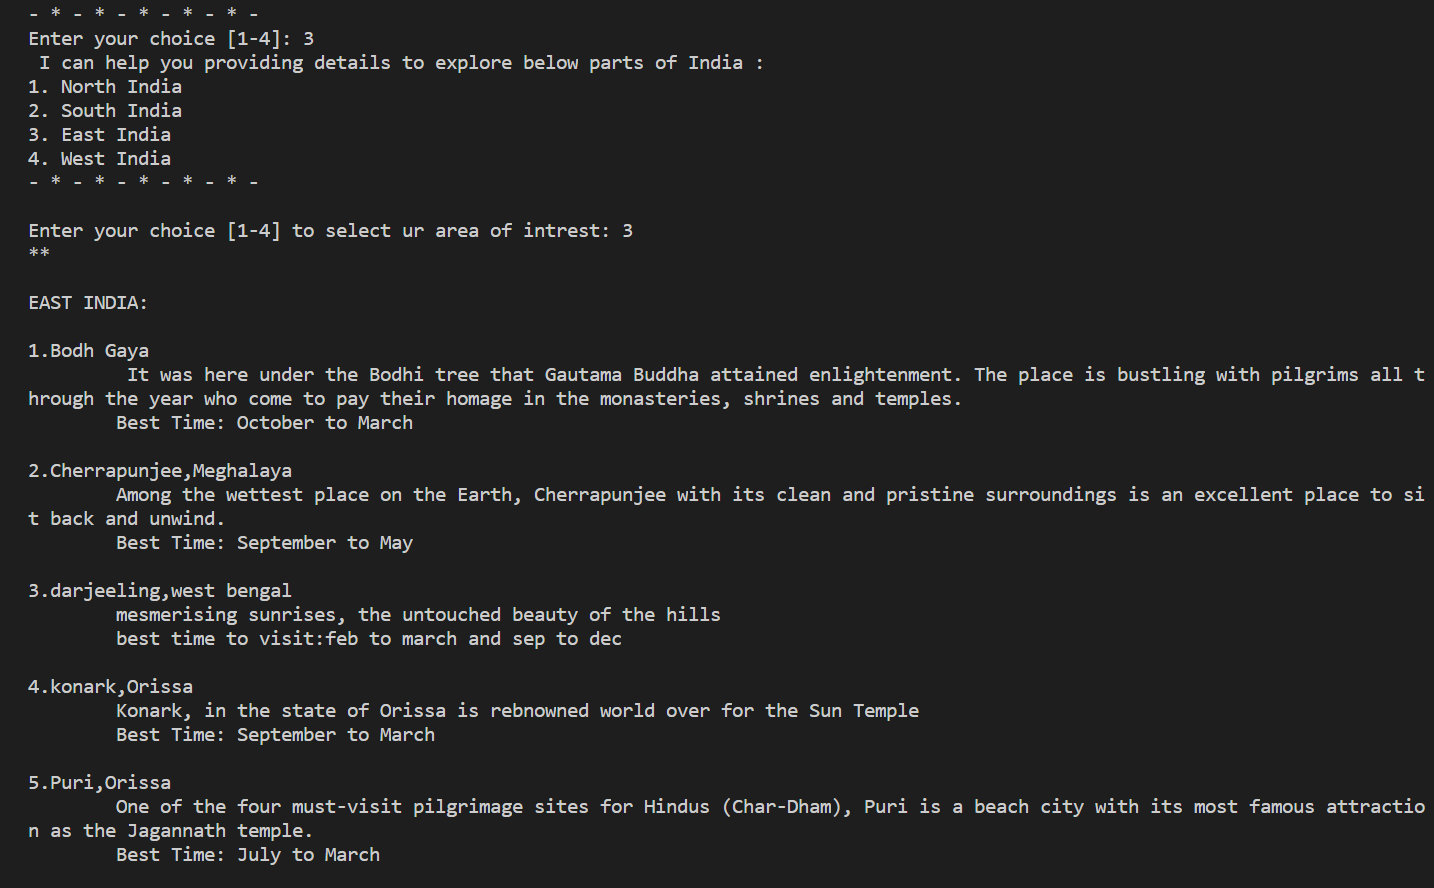 - * - * - * - * - * -
Enter your choice [1-4]: 3
 I can help you providing details to explore below parts of India :
1. North India
2. South India
3. East India
4. West India
- * - * - * - * - * -
Enter your choice [1-4] to select ur area of intrest: 3
**
EAST INDIA:
1.Bodh Gaya
         It was here under the Bodhi tree that Gautama Buddha attained enlightenment. The place is bustling with pilgrims all t
hrough the year who come to pay their homage in the monasteries, shrines and temples.
        Best Time: October to March
2.Cherrapunjee,Meghalaya
        Among the wettest place on the Earth, Cherrapunjee with its clean and pristine surroundings is an excellent place to si
t back and unwind.
        Best Time: September to May
3.darjeeling,west bengal
        mesmerising sunrises, the untouched beauty of the hills
        best time to visit:feb to march and sep to dec
4.konark,Orissa
        Konark, in the state of Orissa is rebnowned world over for the Sun Temple
        Best Time: September to March
5.Puri,Orissa
        One of the four must-visit pilgrimage sites for Hindus (Char-Dham), Puri is a beach city with its most famous attractio
n as the Jagannath temple.
        Best Time: July to March